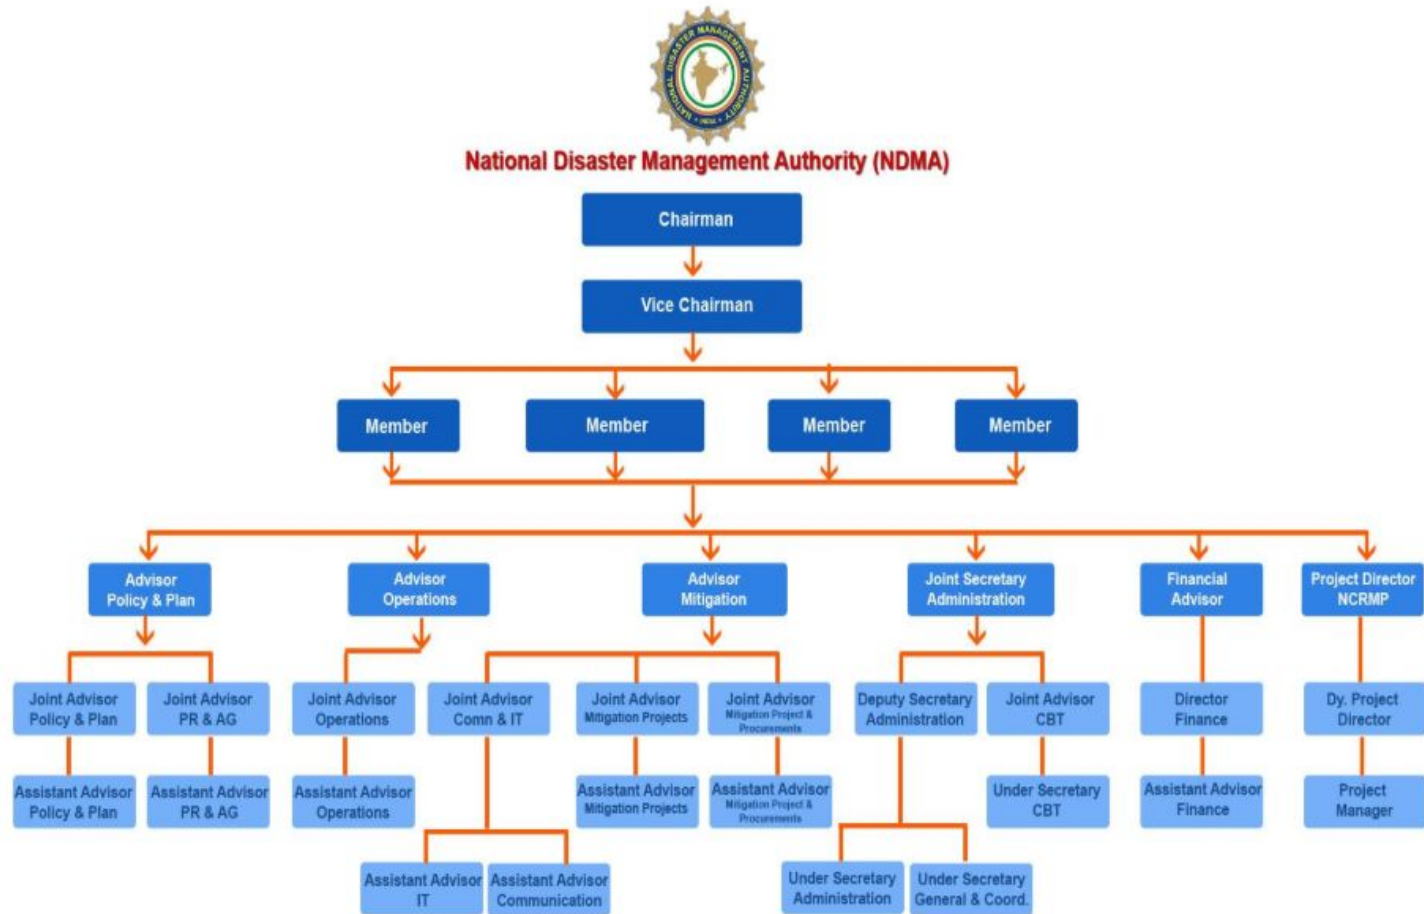 NATIONAL DISASTER MANAGEMENT AUTHORITY
National Disaster Management Authority (NDMA)
Chairman
Vice Chairman
Member
Member
Member
Member
Advisor
Policy & Plan
Advisor
Operations
Advisor
Mitigation
Joint Secretary
Administration
Financial
Advisor
Project Director
NCRMP
Joint Advisor
Policy & Plan
Joint Advisor
PR & AG
Joint Advisor
Operations
Joint Advisor
Comn & IT
Joint Advisor
Mitigation Projects
Joint Advisor
Mitigation Project &
Procurements
Deputy Secretary
Administration
Joint Advisor
CBT
Director
Finance
Dy. Project
Director
Assistant Advisor
Policy & Plan
Assistant Advisor
PR & AG
Assistant Advisor
Operations
Assistant Advisor
Mitigation Projects
Assistant Advisor
Mitigation Project &
Procurements
Under Secretary
CBT
Assistant Advisor
Finance
Project
Manager
Assistant Advisor
IT
Assistant Advisor
Communication
Under Secretary
Administration
Under Secretary
General & Coord.